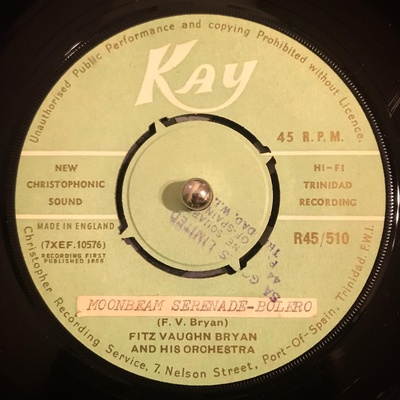 Unauthorised Public Performance and copying Prohibited without Licence.
Kay
45 R.P.M.
NEW
CHRISTOPHONIC
SOUND
HI-FI
TRINIDAD
RECORDING
MADE IN ENGLAND
(7XEF.10576)
RECORDING FIRST
PUBLISHED 1966
R45/510
LIMITED
MOONBEAM SERENADE-BOLERO
(F. V. Bryan)
FITZ VAUGHN BRYAN
AND HIS ORCHESTRA
Christopher Recording Service, 7, Nelson Street, Port-Of-Spain, Trinidad, F.W.I.